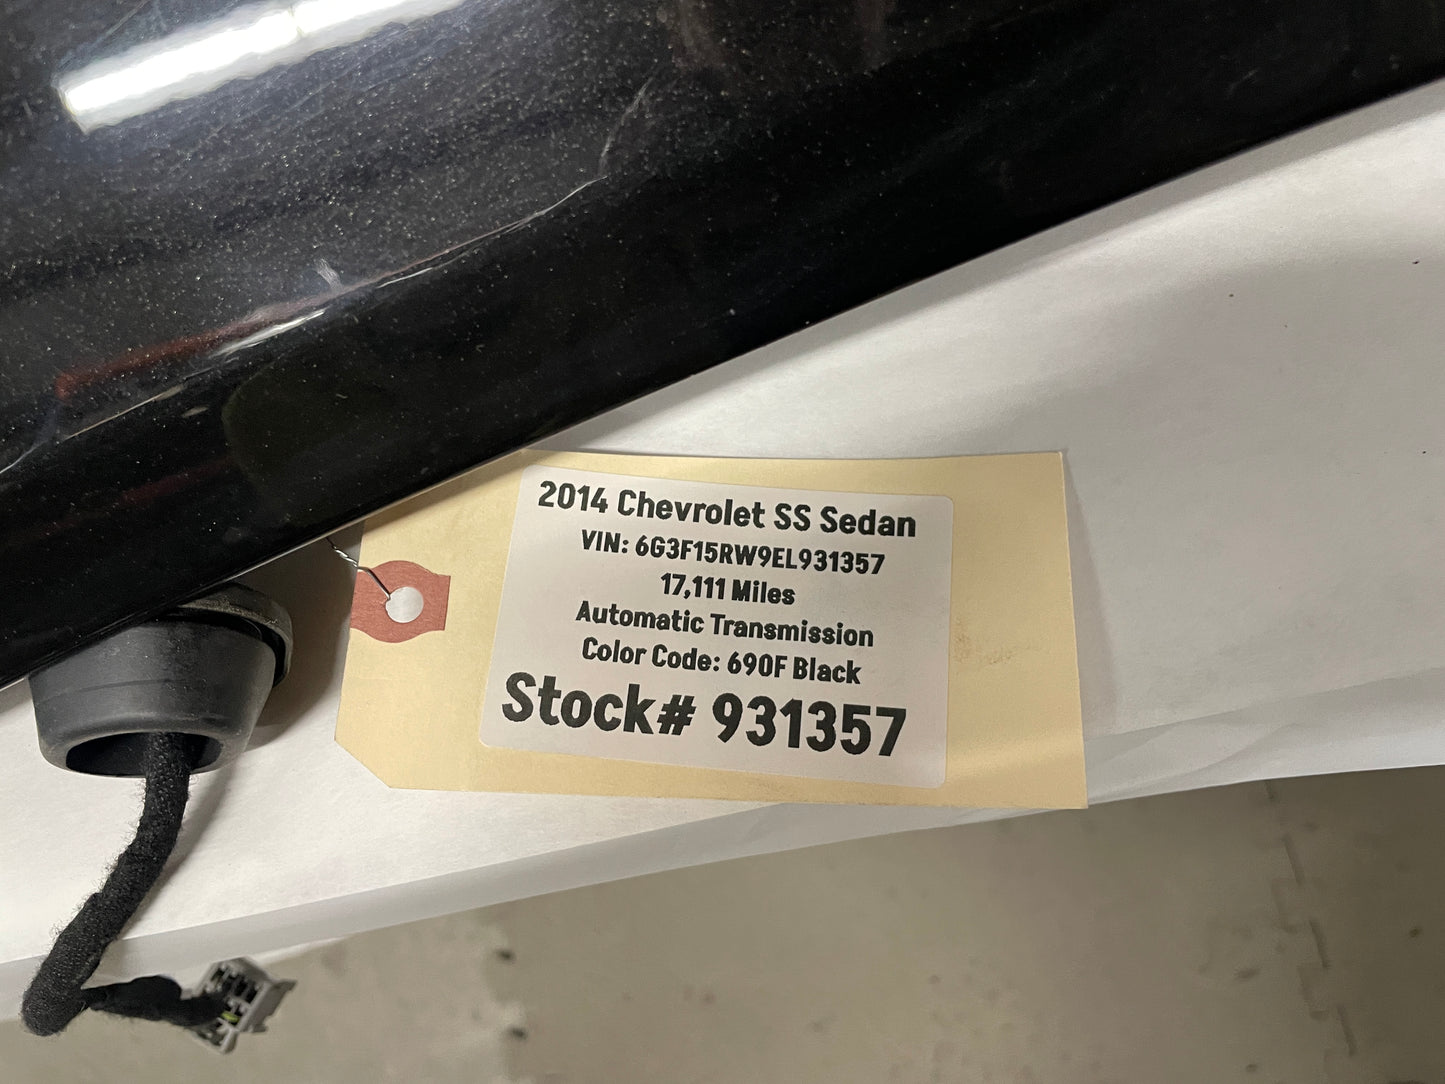 2014 Chevrolet SS Sedan
VIN: 6G3F15RW9EL931357
17,111 Miles
Automatic Transmission
Color Code: 690F Black
Stock# 931357